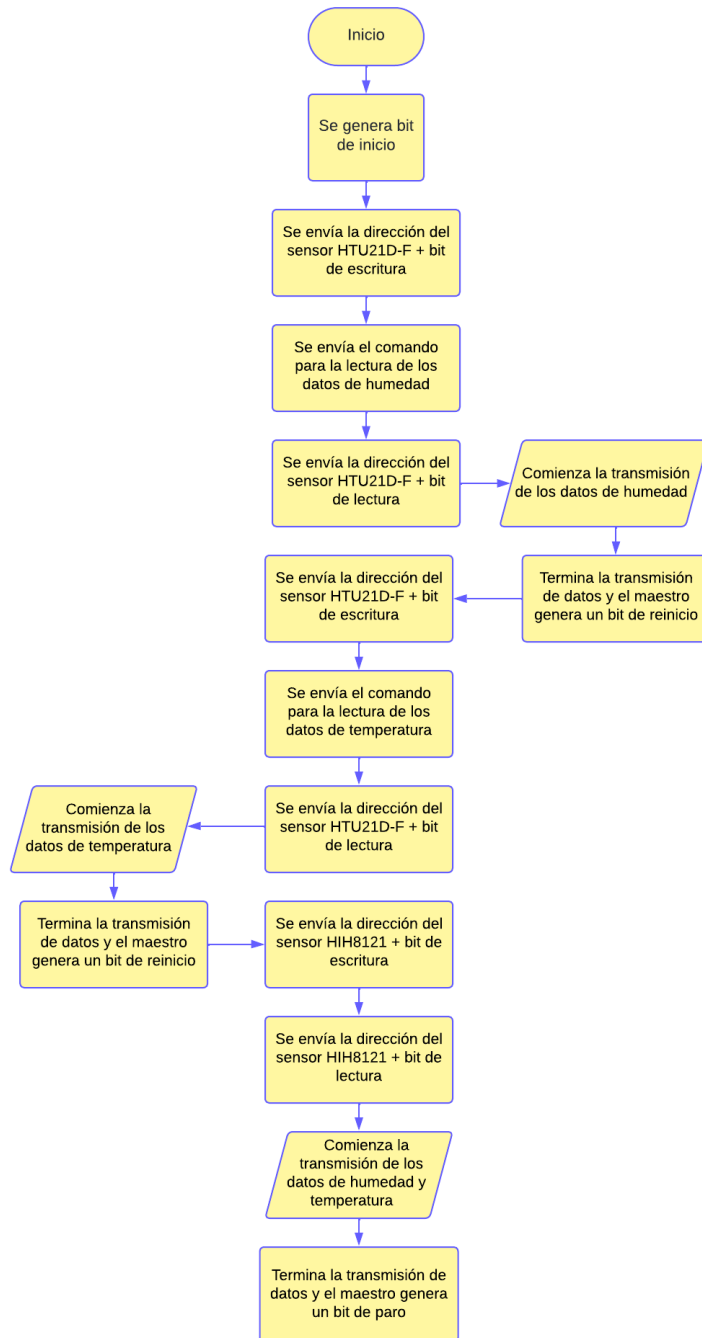 Inicio
Se genera bit
de inicio
Se envía la dirección del
sensor HTU21D-F + bit
de escritura
Se envía el comando
para la lectura de los
datos de humedad
Se envía la dirección del
sensor HTU21D-F + bit
de lectura
Comienza la transmisión
de los datos de humedad
Termina la transmisión
de datos y el maestro
genera un bit de reinicio
Se envía la dirección del
sensor HTU21D-F + bit
de escritura
Se envía el comando
para la lectura de los
datos de temperatura
Se envía la dirección del
sensor HTU21D-F + bit
de lectura
Comienza la
transmisión de los
datos de temperatura
Termina la transmisión
de datos y el maestro
genera un bit de reinicio
Se envía la dirección del
sensor HIH8121 + bit de
escritura
Se envía la dirección del
sensor HIH8121 + bit de
lectura
Comienza la
transmisión de los
datos de humedad y
temperatura
Termina la transmisión de
datos y el maestro genera
un bit de paro